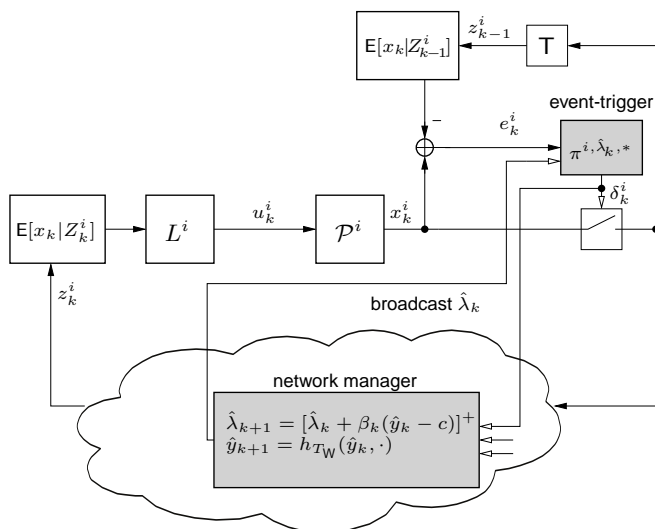 E[x_k|Z^i_{k-1}]
z^i_{k-1}
T
event-trigger
−
e^i_k
π^{i,λ̂_k,*}
δ^i_k
E[x_k|Z^i_k]
L^i
u^i_k
P^i
x^i_k
z^i_k
broadcast λ̂_k
network manager
λ̂_{k+1} = [λ̂_k + β_k(ŷ_k − c)]^+
ŷ_{k+1} = h_{T_W}(ŷ_k, ·)